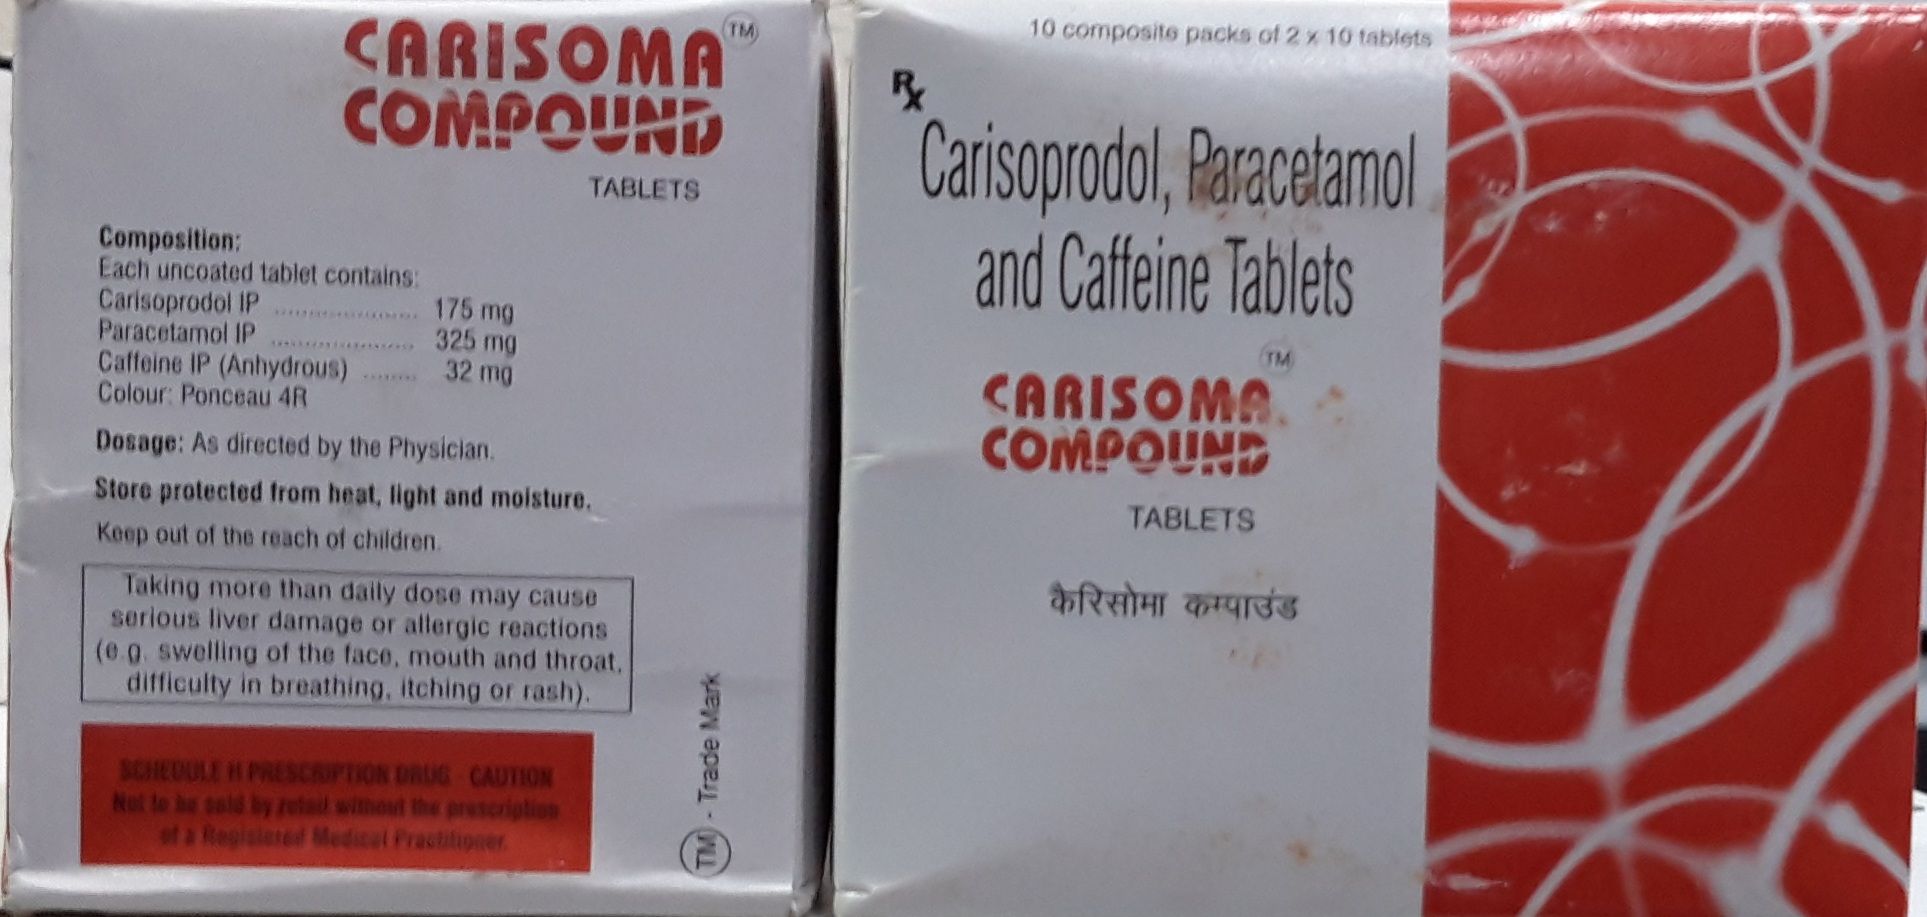 CARISOMA TM
COMPOUND
TABLETS
Composition:
Each uncoated tablet contains:
Carisoprodol IP .................... 175 mg
Paracetamol IP .................... 325 mg
Caffeine IP (Anhydrous) ........ 32 mg
Colour: Ponceau 4R
Dosage: As directed by the Physician.
Store protected from heat, light and moisture.
Keep out of the reach of children.
Taking more than daily dose may cause
serious liver damage or allergic reactions
(e.g. swelling of the face, mouth and throat,
difficulty in breathing, itching or rash).
SCHEDULE H PRESCRIPTION DRUG - CAUTION
Not to be sold by retail without the prescription
of a Registered Medical Practitioner.
TM - Trade Mark
10 composite packs of 2 x 10 tablets
Rx
Carisoprodol, Paracetamol
and Caffeine Tablets
TM
CARISOMA
COMPOUND
TABLETS
कैरिसोमा कम्पाउंड